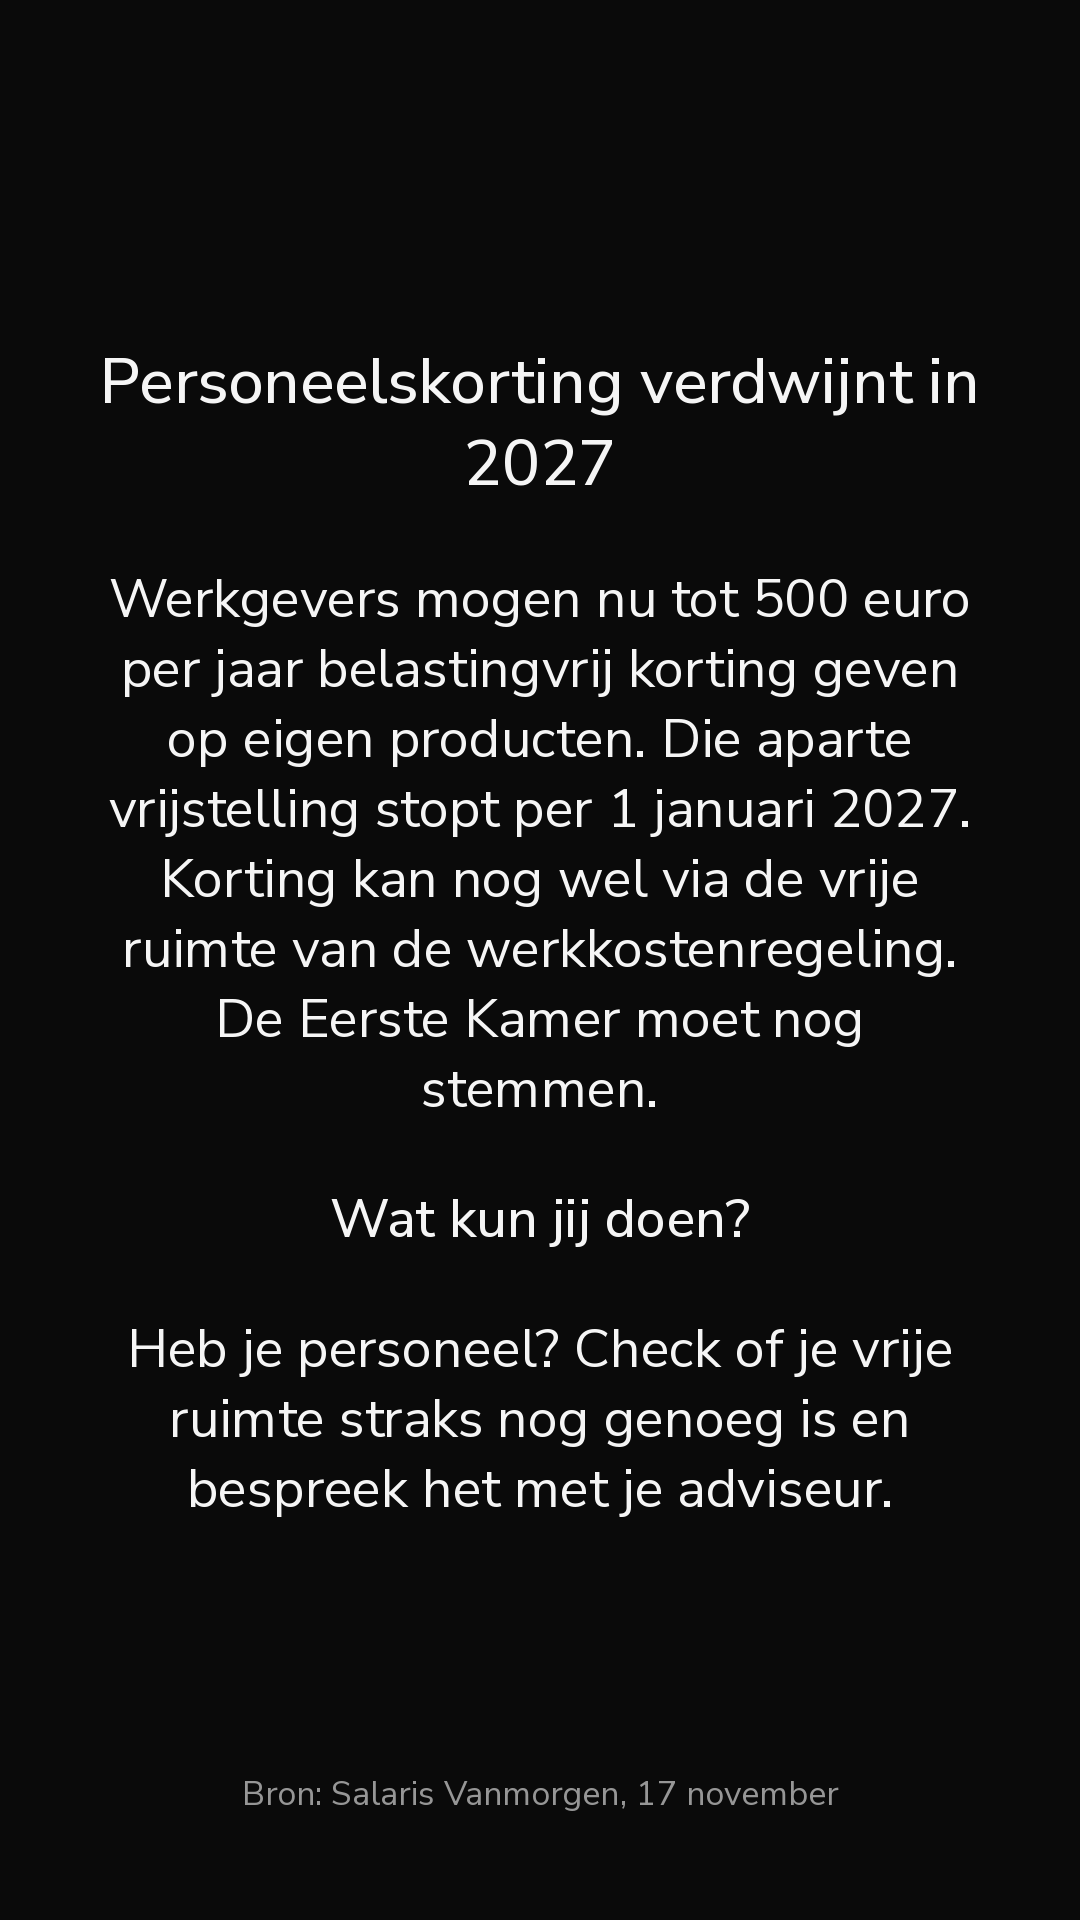 Personeelskorting verdwijnt in
2027
Werkgevers mogen nu tot 500 euro
per jaar belastingvrij korting geven
op eigen producten. Die aparte
vrijstelling stopt per 1 januari 2027.
Korting kan nog wel via de vrije
ruimte van de werkkostenregeling.
De Eerste Kamer moet nog
stemmen.
Wat kun jij doen?
Heb je personeel? Check of je vrije
ruimte straks nog genoeg is en
bespreek het met je adviseur.
Bron: Salaris Vanmorgen, 17 november